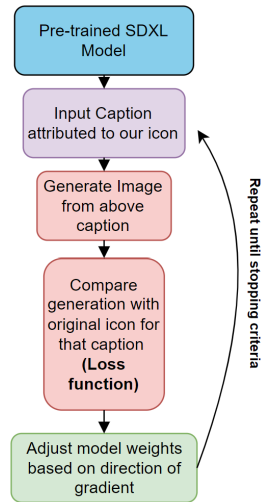 Pre-trained SDXL
Model
Input Caption
attributed to our icon
Generate Image
from above
caption
Compare
generation with
original icon for
that caption
(Loss
function)
Adjust model weights
based on direction of
gradient
Repeat until stopping criteria